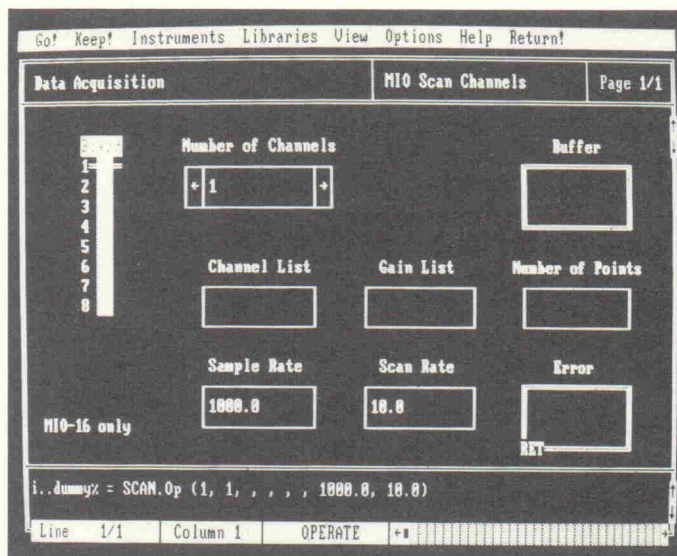 Go! Keep! Instruments Libraries View Options Help Return!
Data Acquisition MIO Scan Channels Page 1/1
Board Number of Channels Buffer
1
2
3
4
5
6
7
8
1
Channel List Gain List Number of Points
Sample Rate Scan Rate Error
1000.0 10.0
MIO-16 only
RET
i..dummy% = SCAN.Op (1, 1, , , , , 1000.0, 10.0)
Line 1/1 Column 1 OPERATE